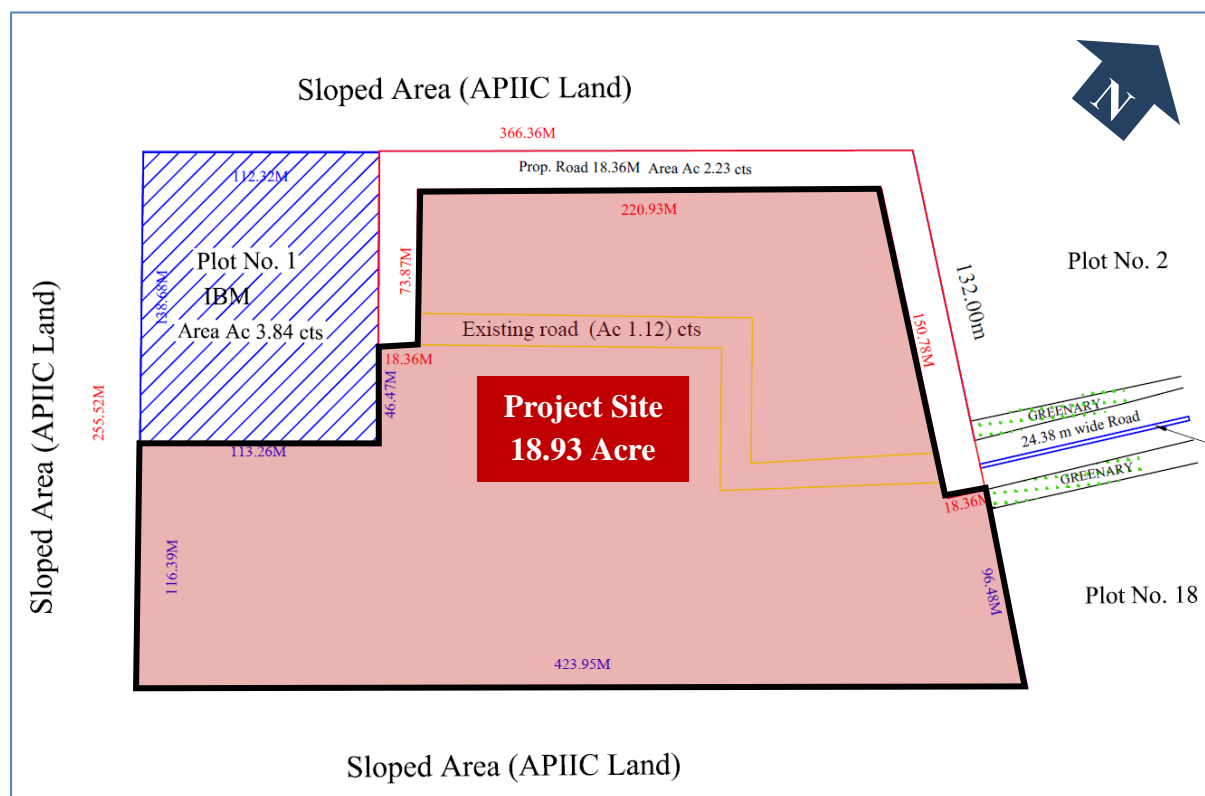 Sloped Area (APIIC Land)
N
366.36M
Prop. Road 18.36M Area Ac 2.23 cts
112.32M
220.93M
Plot No. 1
IBM
Area Ac 3.84 cts
138.68M
73.87M
132.00m
Plot No. 2
Existing road (Ac 1.12) cts
150.78M
18.36M
46.47M
Sloped Area (APIIC Land)
255.52M
Project Site
18.93 Acre
GREENARY
24.38 m wide Road
GREENARY
113.26M
18.36M
116.39M
96.48M
Plot No. 18
423.95M
Sloped Area (APIIC Land)